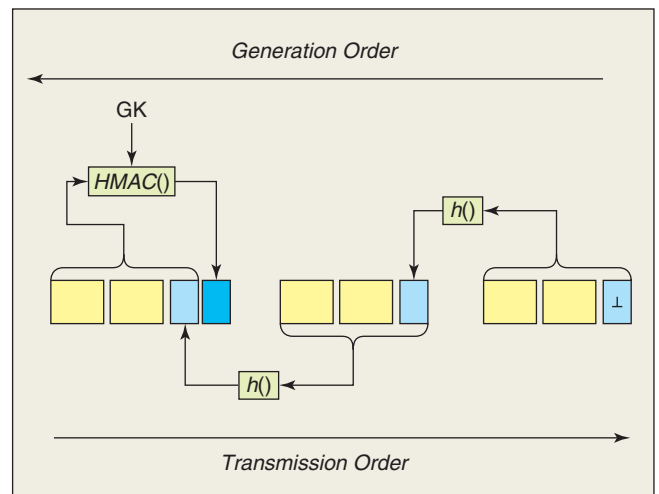 Generation Order
GK
HMAC()
h()
⊥
h()
Transmission Order